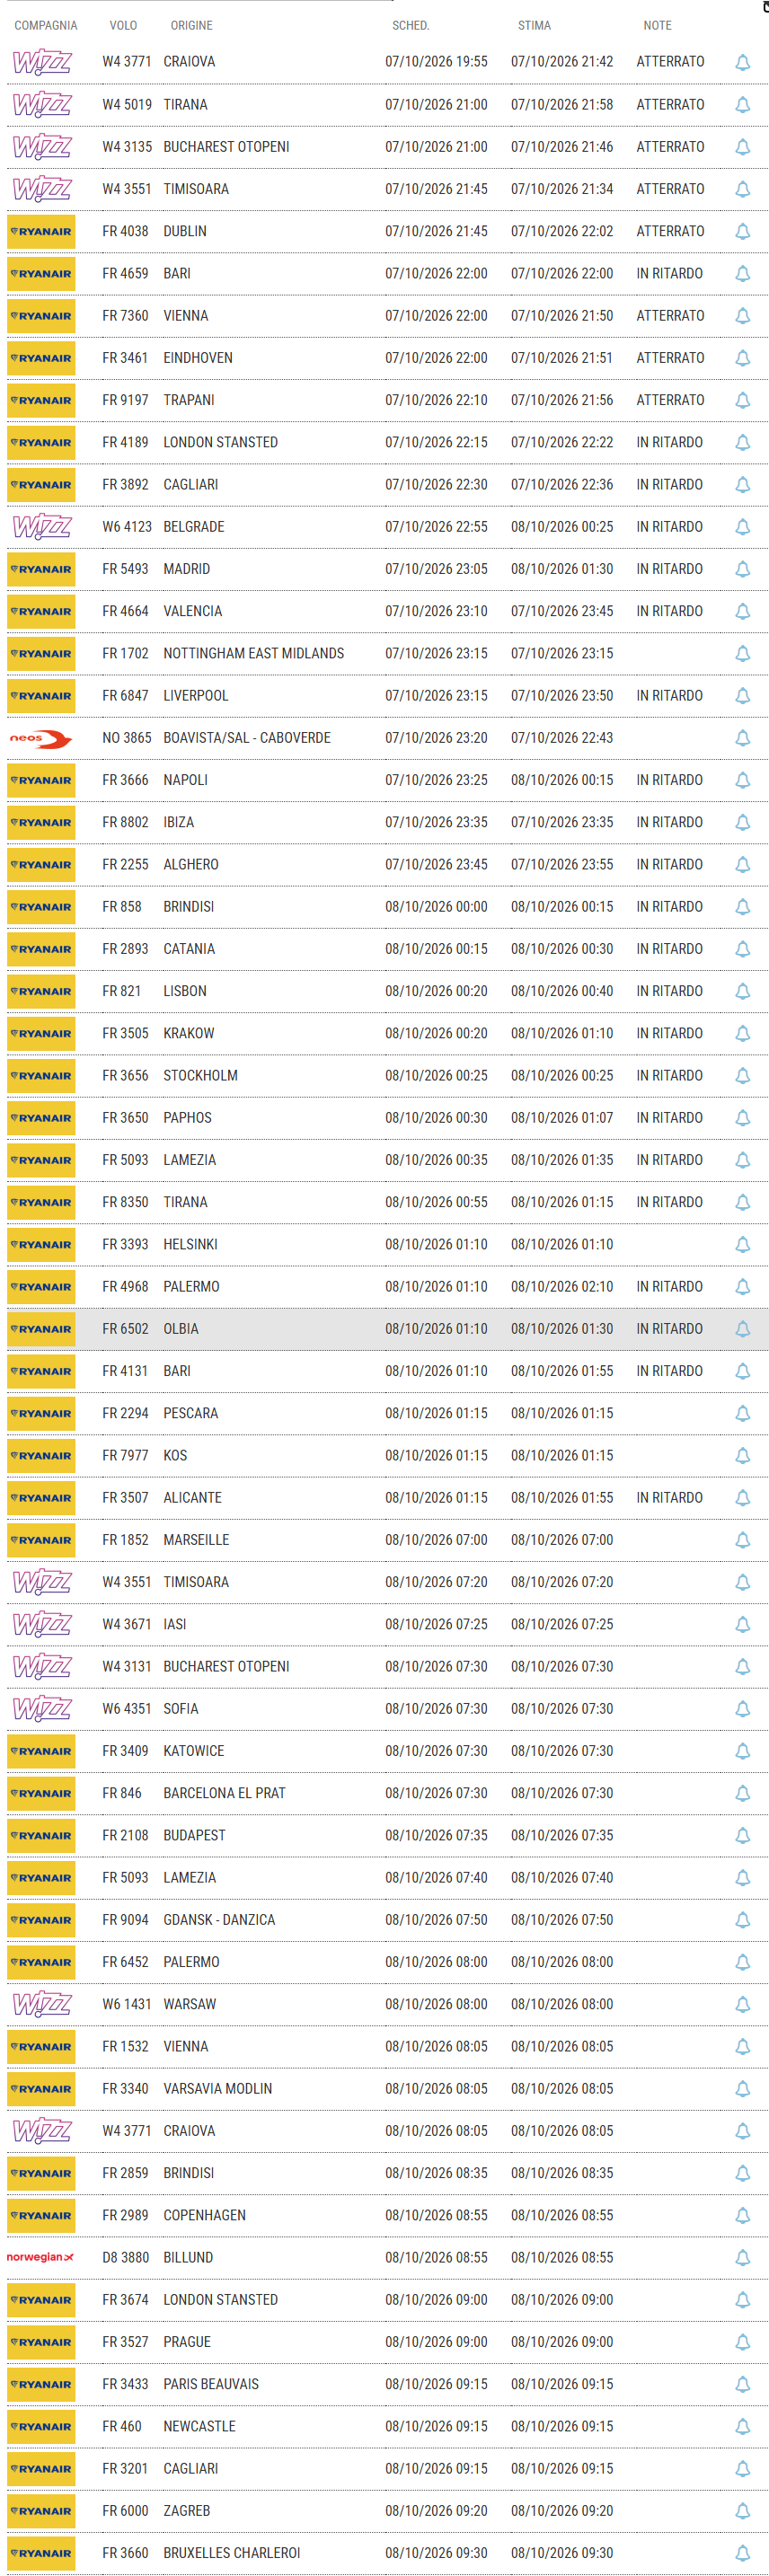 COMPAGNIA VOLO ORIGINE SCHED. STIMA NOTE
WIZZ W4 3771 CRAIOVA 07/10/2026 19:55 07/10/2026 21:42 ATTERRATO
WIZZ W4 5019 TIRANA 07/10/2026 21:00 07/10/2026 21:58 ATTERRATO
WIZZ W4 3135 BUCHAREST OTOPENI 07/10/2026 21:00 07/10/2026 21:46 ATTERRATO
WIZZ W4 3551 TIMISOARA 07/10/2026 21:45 07/10/2026 21:34 ATTERRATO
RYANAIR FR 4038 DUBLIN 07/10/2026 21:45 07/10/2026 22:02 ATTERRATO
RYANAIR FR 4659 BARI 07/10/2026 22:00 07/10/2026 22:00 IN RITARDO
RYANAIR FR 7360 VIENNA 07/10/2026 22:00 07/10/2026 21:50 ATTERRATO
RYANAIR FR 3461 EINDHOVEN 07/10/2026 22:00 07/10/2026 21:51 ATTERRATO
RYANAIR FR 9197 TRAPANI 07/10/2026 22:10 07/10/2026 21:56 ATTERRATO
RYANAIR FR 4189 LONDON STANSTED 07/10/2026 22:15 07/10/2026 22:22 IN RITARDO
RYANAIR FR 3892 CAGLIARI 07/10/2026 22:30 07/10/2026 22:36 IN RITARDO
WIZZ W6 4123 BELGRADE 07/10/2026 22:55 08/10/2026 00:25 IN RITARDO
RYANAIR FR 5493 MADRID 07/10/2026 23:05 08/10/2026 01:30 IN RITARDO
RYANAIR FR 4664 VALENCIA 07/10/2026 23:10 07/10/2026 23:45 IN RITARDO
RYANAIR FR 1702 NOTTINGHAM EAST MIDLANDS 07/10/2026 23:15 07/10/2026 23:15
RYANAIR FR 6847 LIVERPOOL 07/10/2026 23:15 07/10/2026 23:50 IN RITARDO
neos NO 3865 BOAVISTA/SAL - CABOVERDE 07/10/2026 23:20 07/10/2026 22:43
RYANAIR FR 3666 NAPOLI 07/10/2026 23:25 08/10/2026 00:15 IN RITARDO
RYANAIR FR 8802 IBIZA 07/10/2026 23:35 07/10/2026 23:35 IN RITARDO
RYANAIR FR 2255 ALGHERO 07/10/2026 23:45 07/10/2026 23:55 IN RITARDO
RYANAIR FR 858 BRINDISI 08/10/2026 00:00 08/10/2026 00:15 IN RITARDO
RYANAIR FR 2893 CATANIA 08/10/2026 00:15 08/10/2026 00:30 IN RITARDO
RYANAIR FR 821 LISBON 08/10/2026 00:20 08/10/2026 00:40 IN RITARDO
RYANAIR FR 3505 KRAKOW 08/10/2026 00:20 08/10/2026 01:10 IN RITARDO
RYANAIR FR 3656 STOCKHOLM 08/10/2026 00:25 08/10/2026 00:25 IN RITARDO
RYANAIR FR 3650 PAPHOS 08/10/2026 00:30 08/10/2026 01:07 IN RITARDO
RYANAIR FR 5093 LAMEZIA 08/10/2026 00:35 08/10/2026 01:35 IN RITARDO
RYANAIR FR 8350 TIRANA 08/10/2026 00:55 08/10/2026 01:15 IN RITARDO
RYANAIR FR 3393 HELSINKI 08/10/2026 01:10 08/10/2026 01:10
RYANAIR FR 4968 PALERMO 08/10/2026 01:10 08/10/2026 02:10 IN RITARDO
RYANAIR FR 6502 OLBIA 08/10/2026 01:10 08/10/2026 01:30 IN RITARDO
RYANAIR FR 4131 BARI 08/10/2026 01:10 08/10/2026 01:55 IN RITARDO
RYANAIR FR 2294 PESCARA 08/10/2026 01:15 08/10/2026 01:15
RYANAIR FR 7977 KOS 08/10/2026 01:15 08/10/2026 01:15
RYANAIR FR 3507 ALICANTE 08/10/2026 01:15 08/10/2026 01:55 IN RITARDO
RYANAIR FR 1852 MARSEILLE 08/10/2026 07:00 08/10/2026 07:00
WIZZ W4 3551 TIMISOARA 08/10/2026 07:20 08/10/2026 07:20
WIZZ W4 3671 IASI 08/10/2026 07:25 08/10/2026 07:25
WIZZ W4 3131 BUCHAREST OTOPENI 08/10/2026 07:30 08/10/2026 07:30
WIZZ W6 4351 SOFIA 08/10/2026 07:30 08/10/2026 07:30
RYANAIR FR 3409 KATOWICE 08/10/2026 07:30 08/10/2026 07:30
RYANAIR FR 846 BARCELONA EL PRAT 08/10/2026 07:30 08/10/2026 07:30
RYANAIR FR 2108 BUDAPEST 08/10/2026 07:35 08/10/2026 07:35
RYANAIR FR 5093 LAMEZIA 08/10/2026 07:40 08/10/2026 07:40
RYANAIR FR 9094 GDANSK - DANZICA 08/10/2026 07:50 08/10/2026 07:50
RYANAIR FR 6452 PALERMO 08/10/2026 08:00 08/10/2026 08:00
WIZZ W6 1431 WARSAW 08/10/2026 08:00 08/10/2026 08:00
RYANAIR FR 1532 VIENNA 08/10/2026 08:05 08/10/2026 08:05
RYANAIR FR 3340 VARSAVIA MODLIN 08/10/2026 08:05 08/10/2026 08:05
WIZZ W4 3771 CRAIOVA 08/10/2026 08:05 08/10/2026 08:05
RYANAIR FR 2859 BRINDISI 08/10/2026 08:35 08/10/2026 08:35
RYANAIR FR 2989 COPENHAGEN 08/10/2026 08:55 08/10/2026 08:55
norwegian D8 3880 BILLUND 08/10/2026 08:55 08/10/2026 08:55
RYANAIR FR 3674 LONDON STANSTED 08/10/2026 09:00 08/10/2026 09:00
RYANAIR FR 3527 PRAGUE 08/10/2026 09:00 08/10/2026 09:00
RYANAIR FR 3433 PARIS BEAUVAIS 08/10/2026 09:15 08/10/2026 09:15
RYANAIR FR 460 NEWCASTLE 08/10/2026 09:15 08/10/2026 09:15
RYANAIR FR 3201 CAGLIARI 08/10/2026 09:15 08/10/2026 09:15
RYANAIR FR 6000 ZAGREB 08/10/2026 09:20 08/10/2026 09:20
RYANAIR FR 3660 BRUXELLES CHARLEROI 08/10/2026 09:30 08/10/2026 09:30